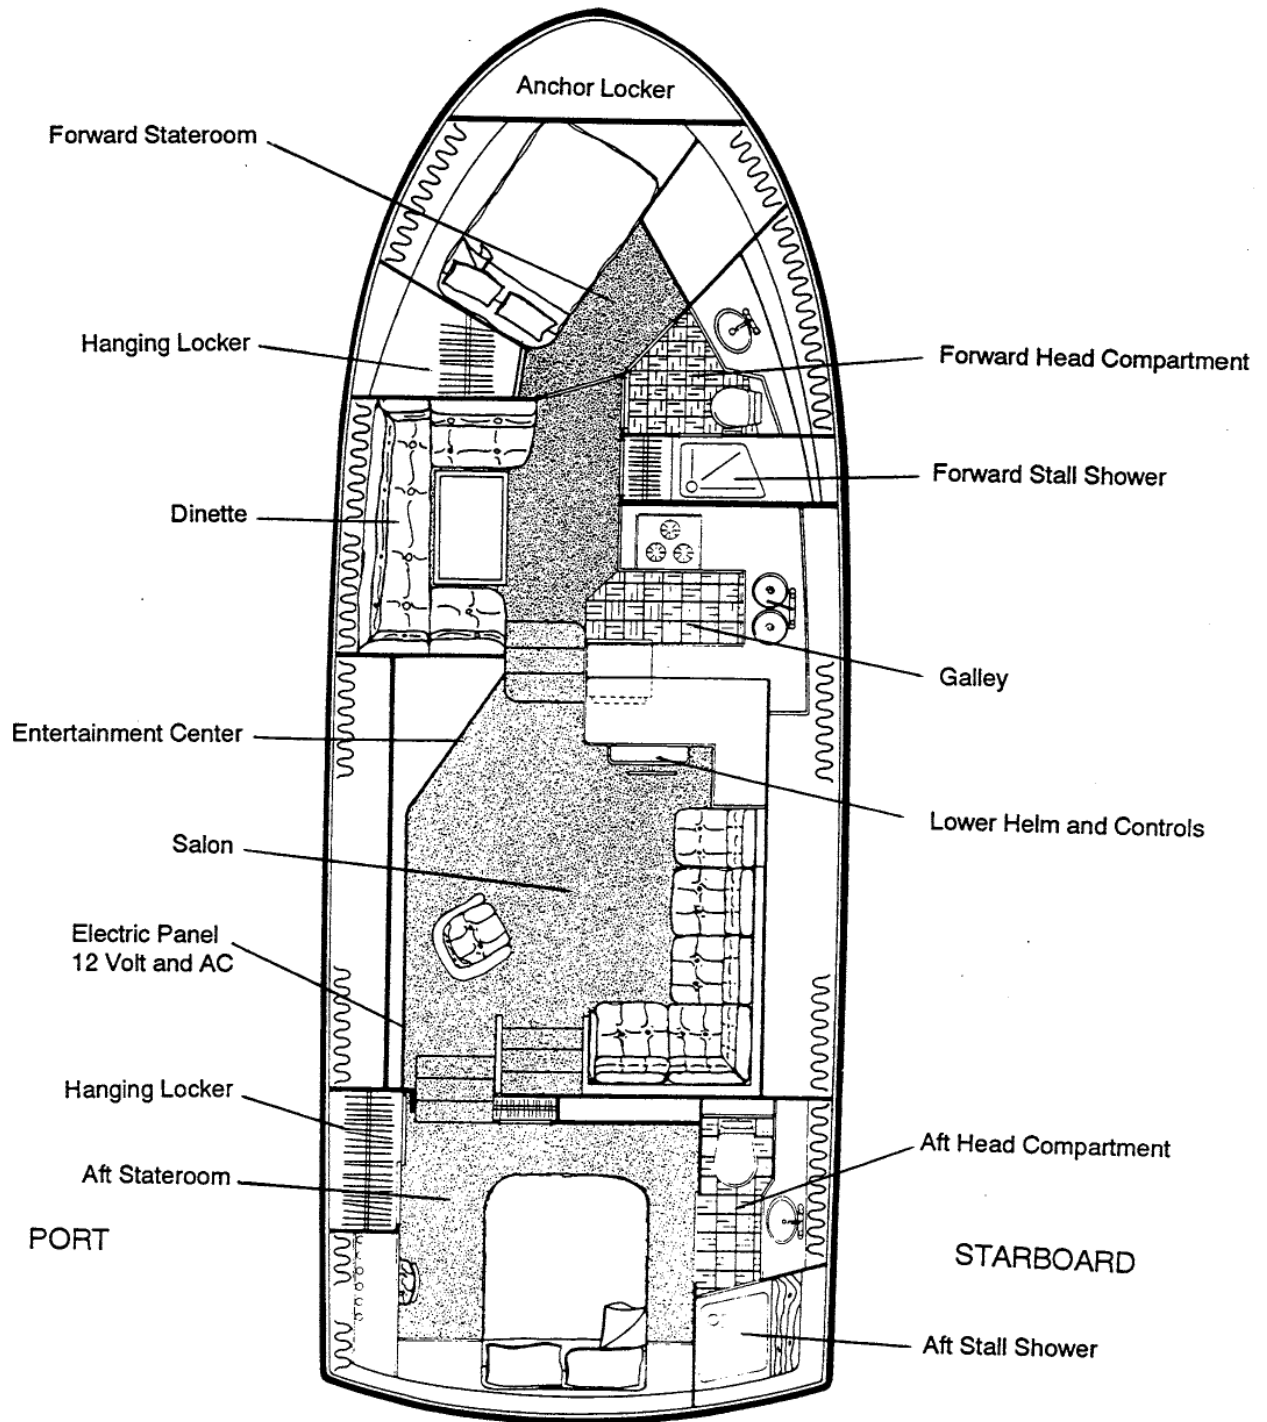 Anchor Locker
Forward Stateroom
Hanging Locker
Forward Head Compartment
Forward Stall Shower
Dinette
Galley
Entertainment Center
Lower Helm and Controls
Salon
Electric Panel
12 Volt and AC
Hanging Locker
Aft Head Compartment
Aft Stateroom
PORT
STARBOARD
Aft Stall Shower